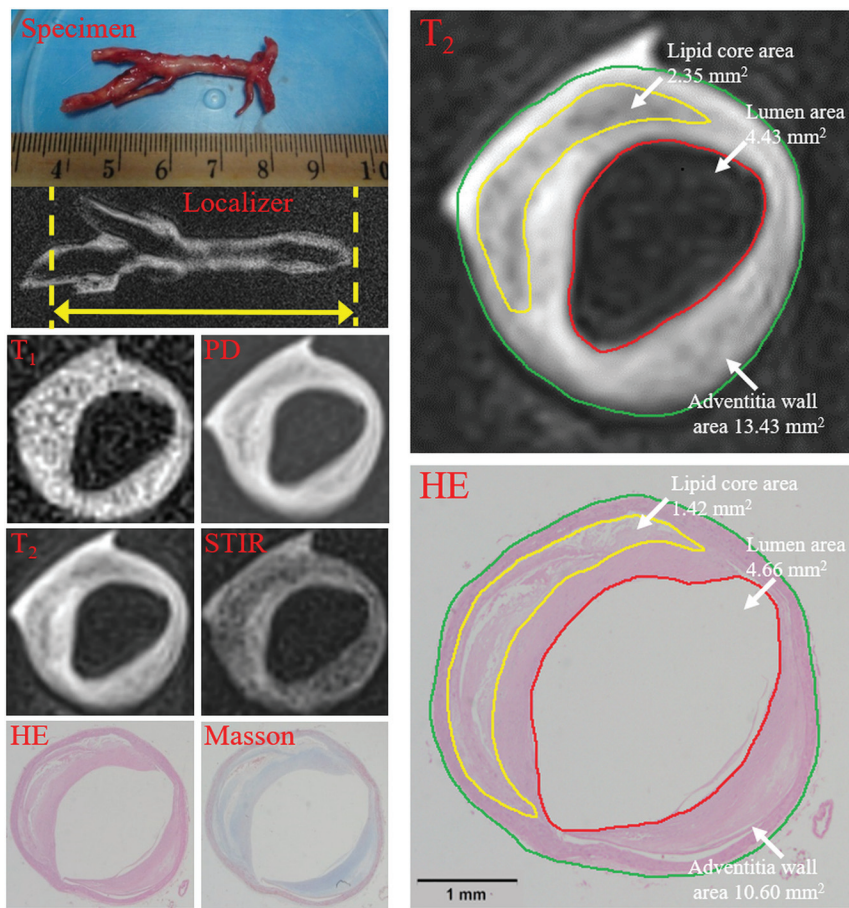 Specimen
4 5 6 7 8 9 10
Localizer
T1
PD
T2
STIR
HE
Masson
T2
Lipid core area
2.35 mm²
Lumen area
4.43 mm²
Adventitia wall
area 13.43 mm²
HE
Lipid core area
1.42 mm²
Lumen area
4.66 mm²
Adventitia wall
area 10.60 mm²
1 mm